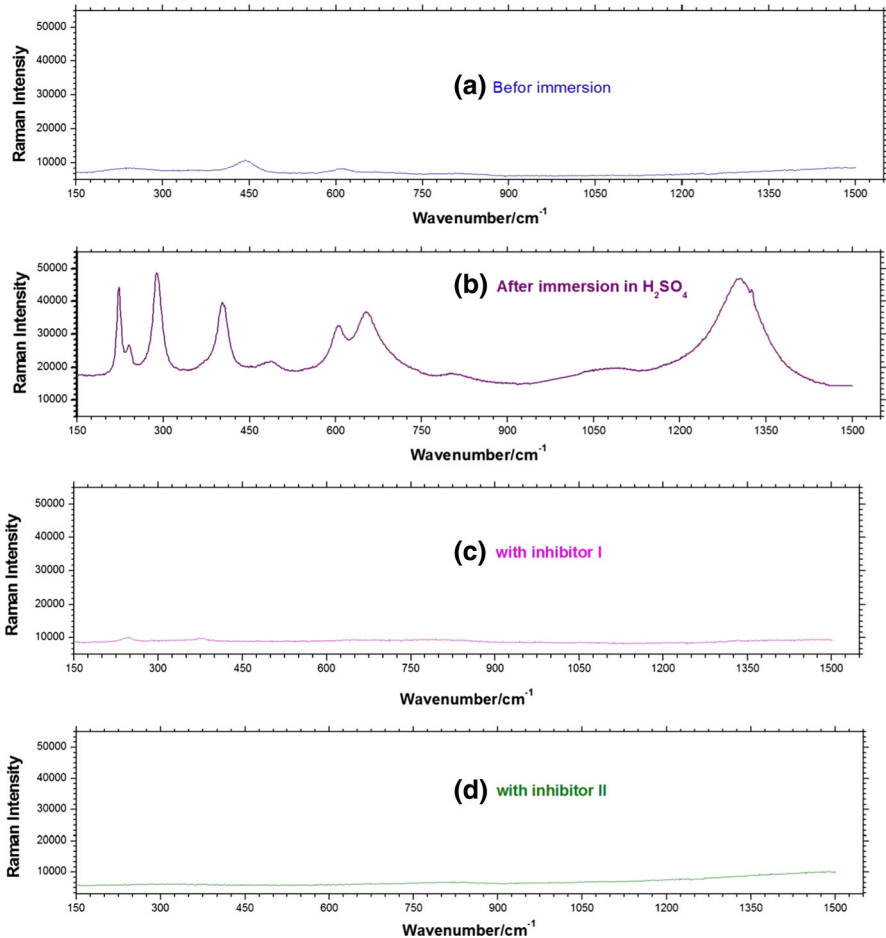 50000
40000
30000
20000
10000
Raman Intensiy
(a) Befor immersion
150 300 450 600 750 900 1050 1200 1350 1500
Wavenumber/cm-1
50000
40000
30000
20000
10000
Raman Intensity
(b) After immersion in H2SO4
150 300 450 600 750 900 1050 1200 1350 1500
Wavenumber/cm-1
50000
40000
30000
20000
10000
Raman Intensity
(c) with inhibitor I
150 300 450 600 750 900 1050 1200 1350 1500
Wavenumber/cm-1
50000
40000
30000
20000
10000
Raman Intensity
(d) with inhibitor II
150 300 450 600 750 900 1050 1200 1350 1500
Wavenumber/cm-1